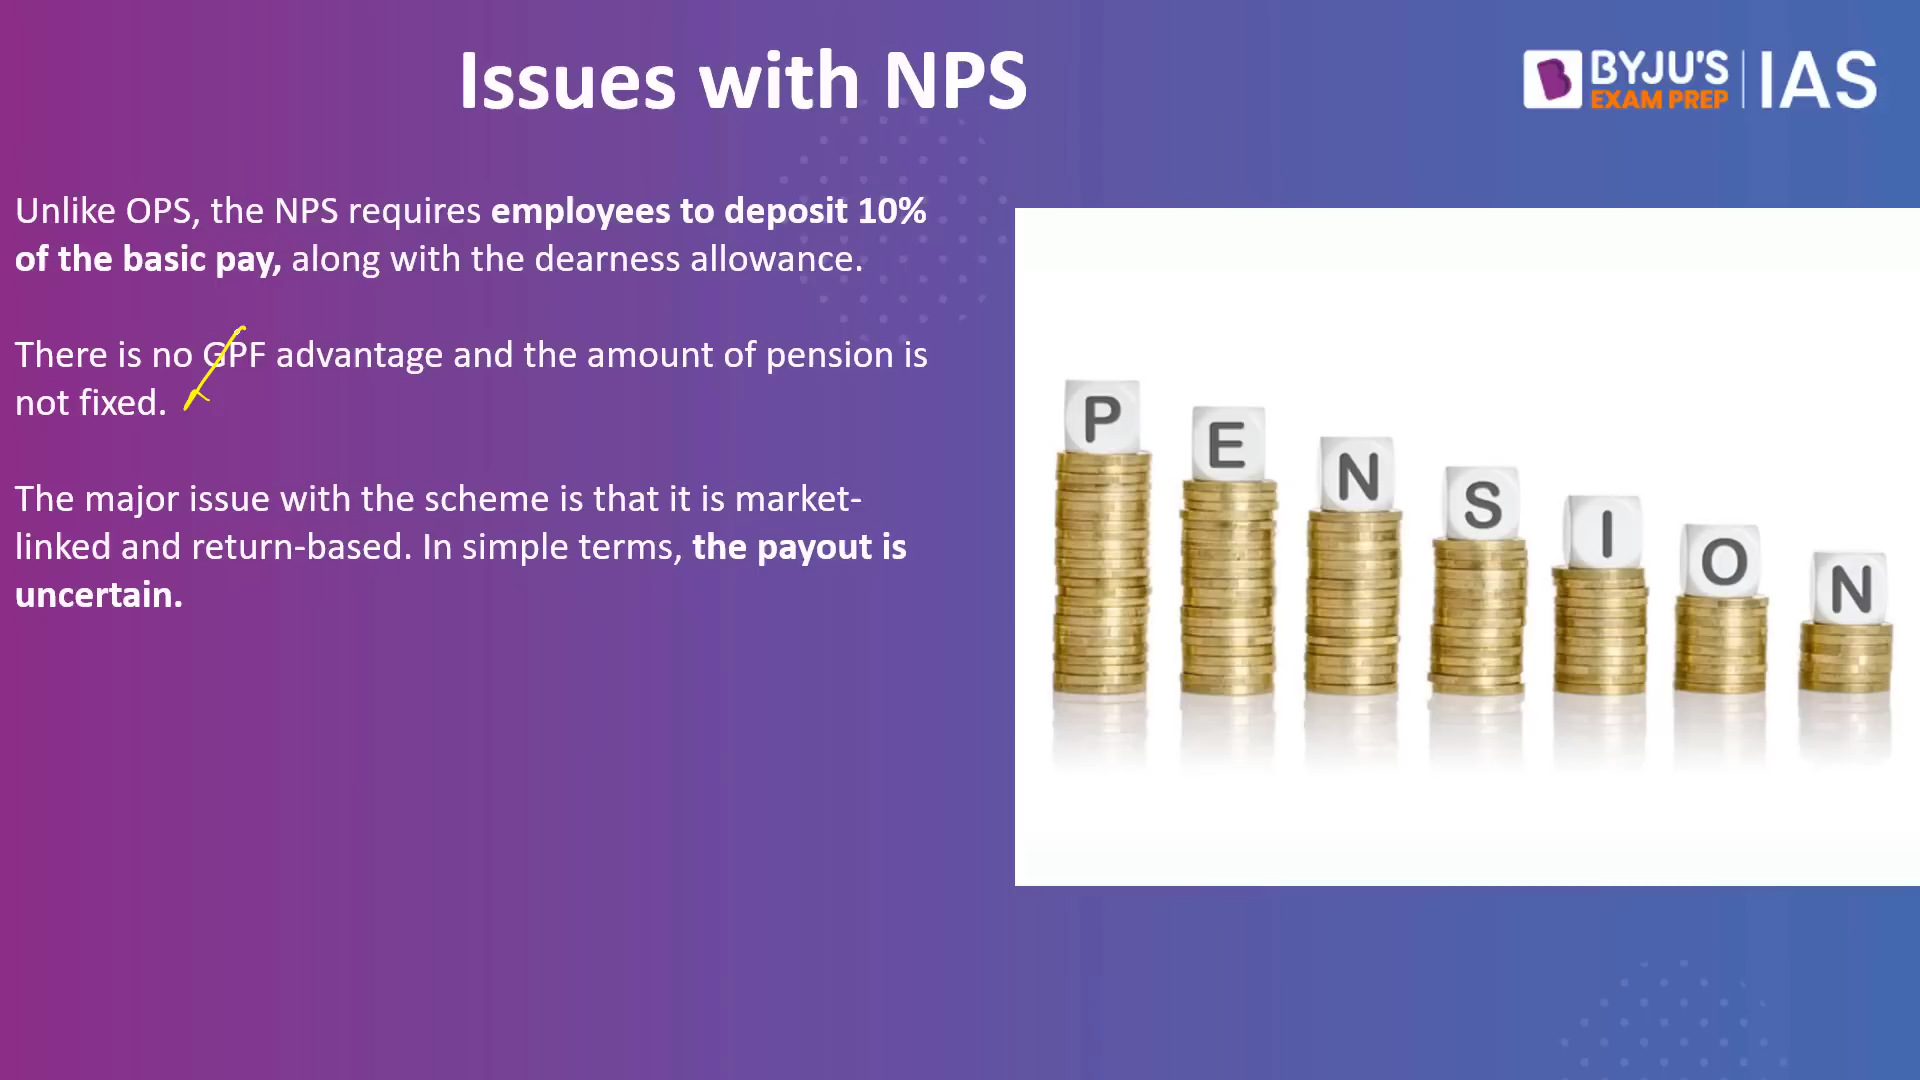 Issues with NPS
BYJU'S
EXAM PREP
IAS
Unlike OPS, the NPS requires employees to deposit 10%
of the basic pay, along with the dearness allowance.
There is no GPF advantage and the amount of pension is
not fixed.
The major issue with the scheme is that it is market-
linked and return-based. In simple terms, the payout is
uncertain.
P E N S I O N